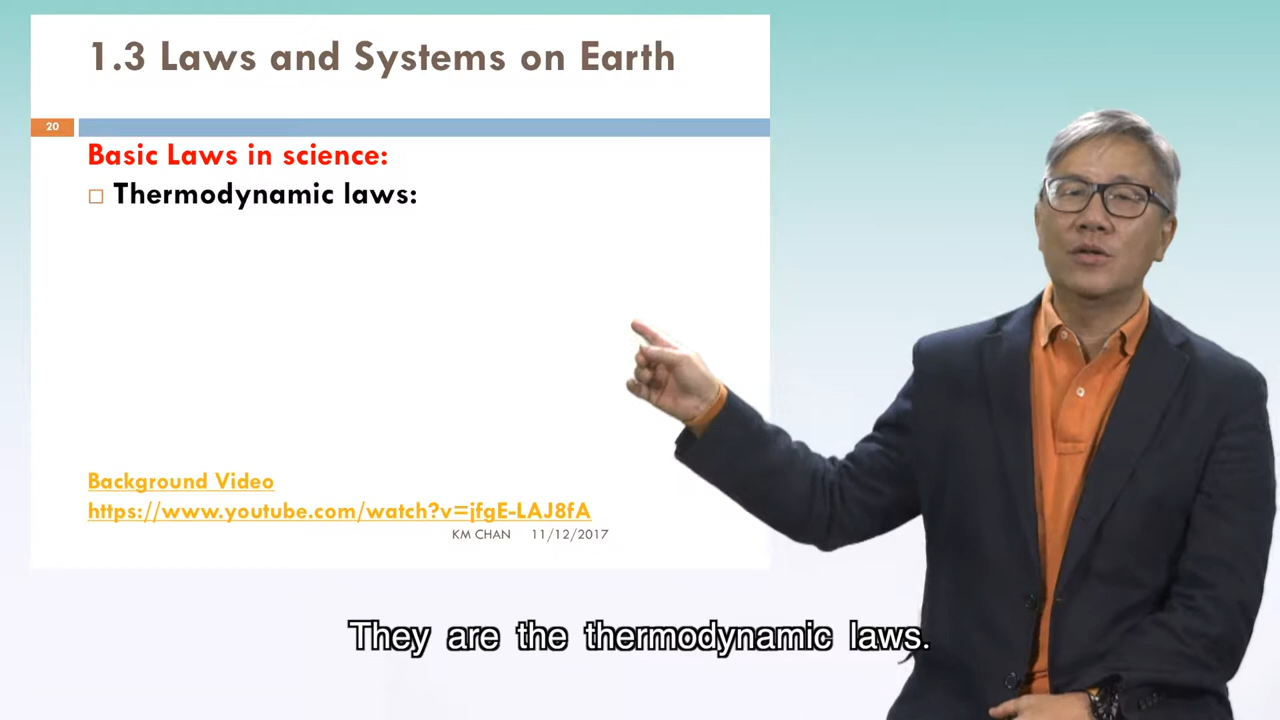 1.3 Laws and Systems on Earth
20
Basic Laws in science:
Thermodynamic laws:
Background Video
https://www.youtube.com/watch?v=jfgE-LAJ8fA
KM CHAN 11/12/2017
They are the thermodynamic laws.